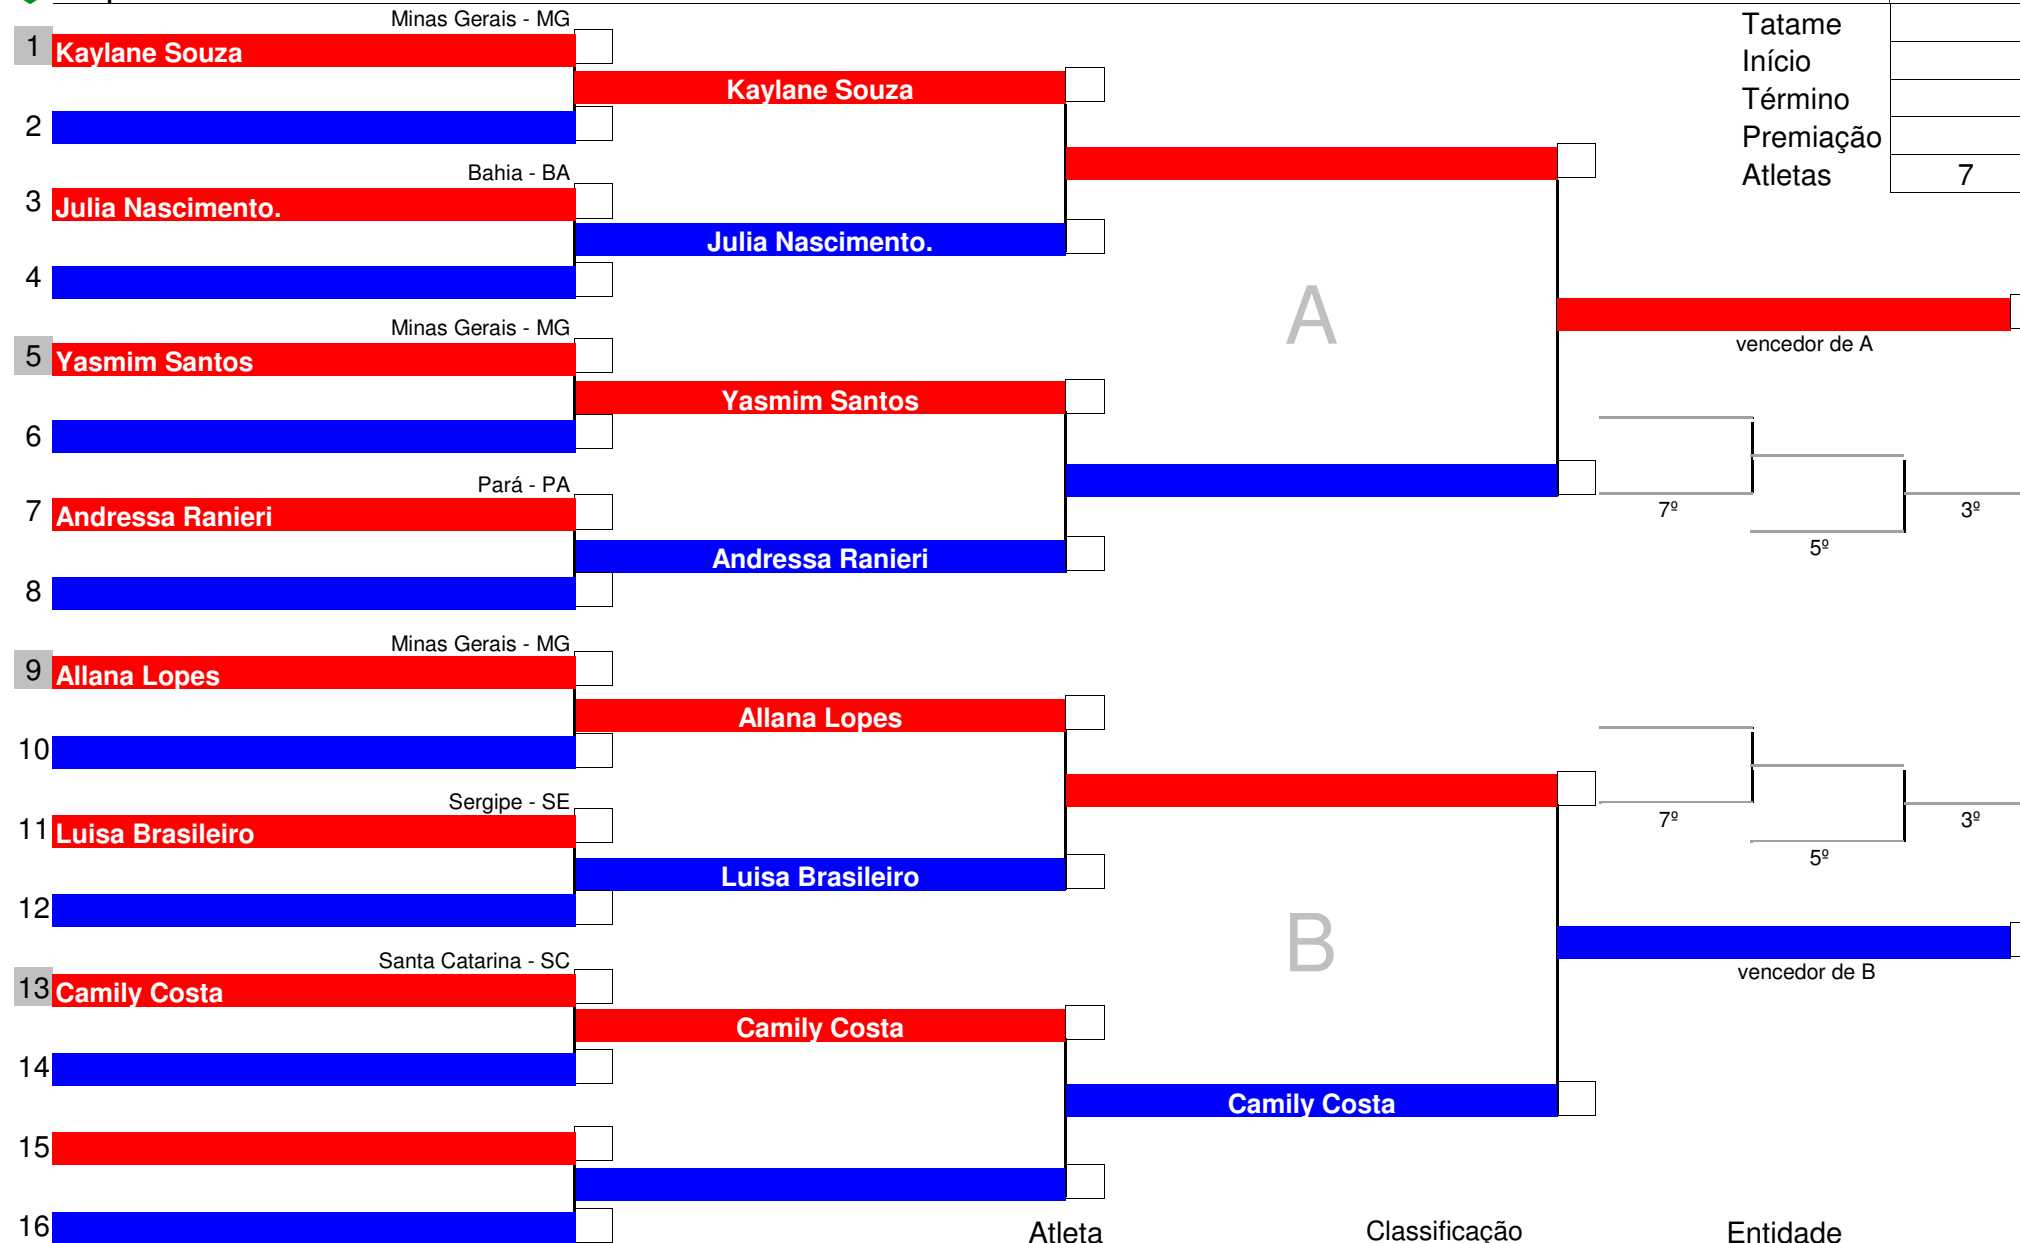 Minas Gerais - MG
1 Kaylane Souza
Kaylane Souza
2
Bahia - BA
3 Julia Nascimento.
Julia Nascimento.
4
Minas Gerais - MG
5 Yasmim Santos
Yasmim Santos
6
Pará - PA
7 Andressa Ranieri
Andressa Ranieri
8
Minas Gerais - MG
9 Allana Lopes
Allana Lopes
10
Sergipe - SE
11 Luisa Brasileiro
Luisa Brasileiro
12
Santa Catarina - SC
13 Camily Costa
Camily Costa
14
Camily Costa
15
16
A
B
Tatame
Início
Término
Premiação
Atletas 7
vencedor de A
7º
3º
5º
7º
3º
5º
vencedor de B
Atleta Classificação Entidade